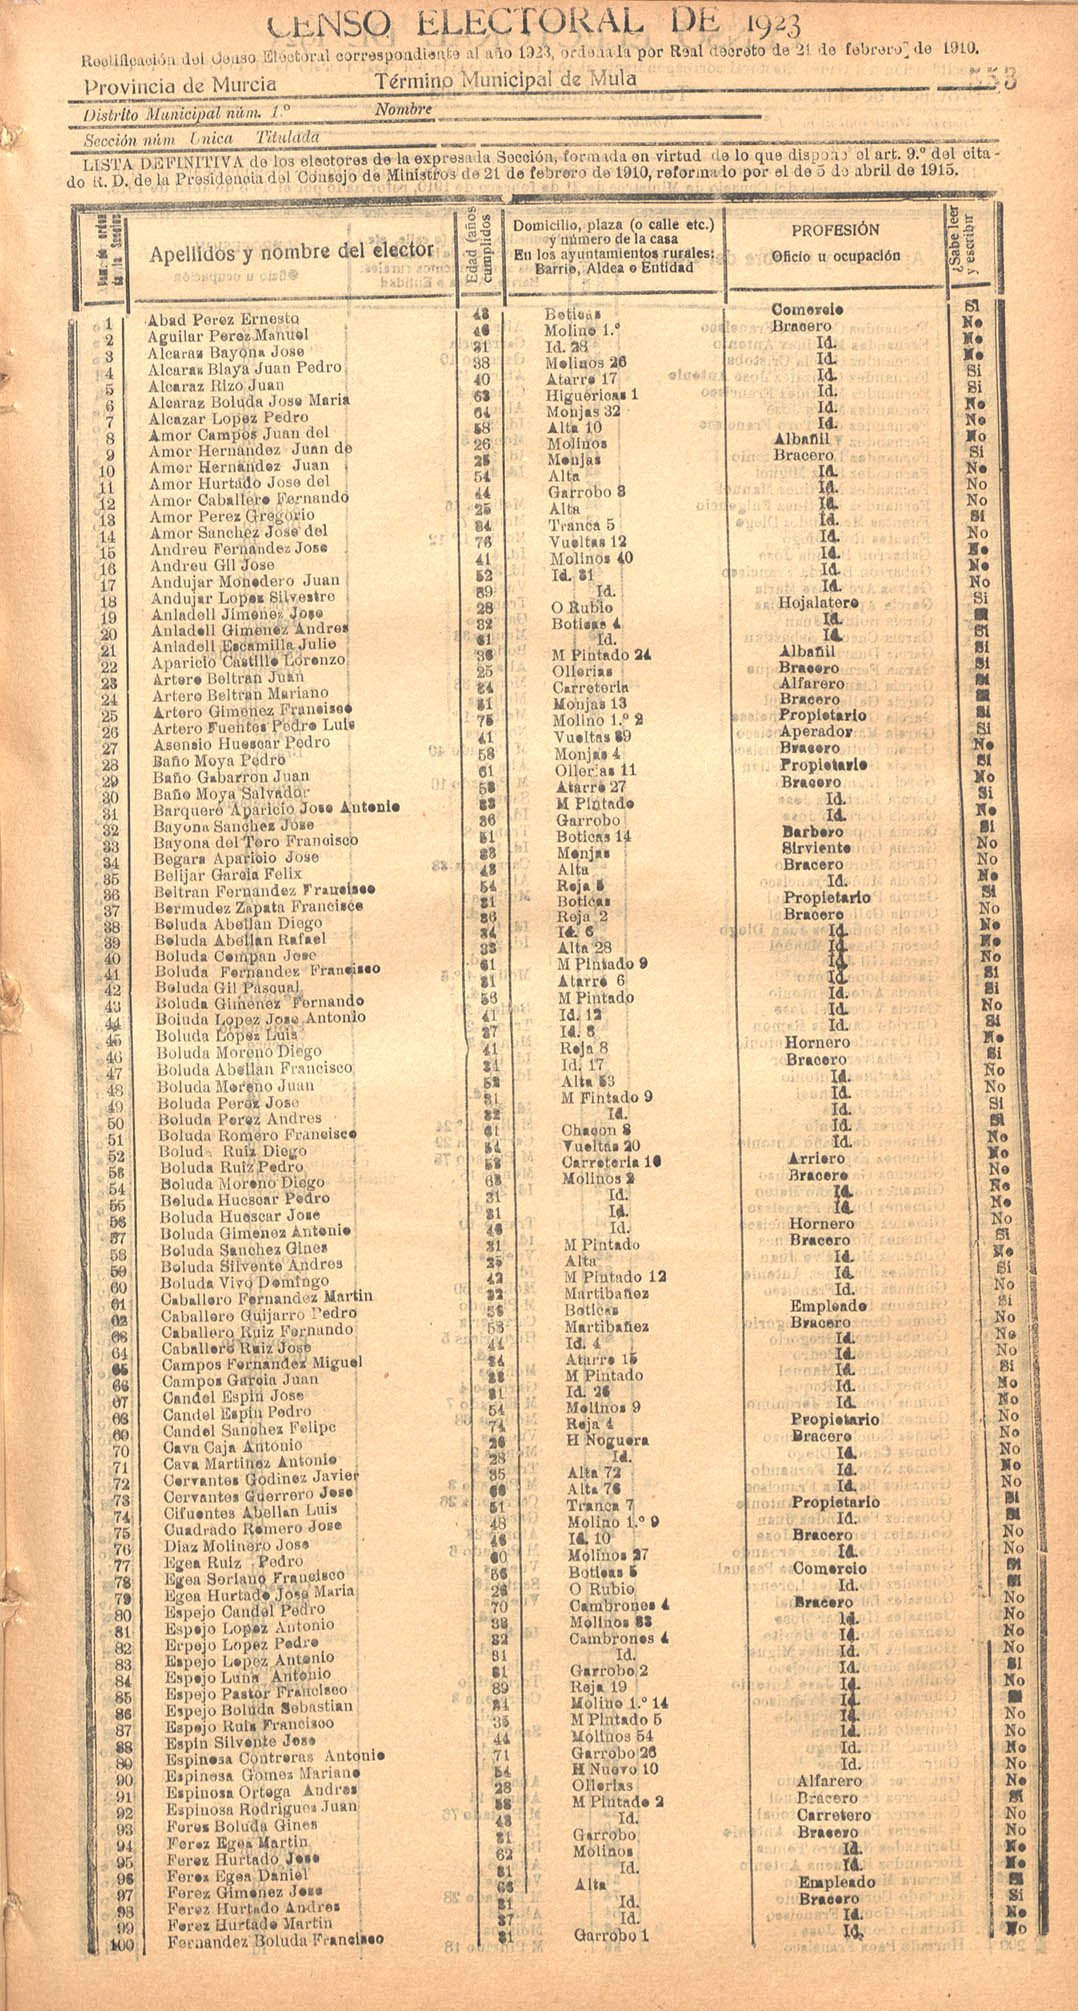 CENSO ELECTORAL DE 1923
Rectificación del Censo Electoral correspondiente al año 1923, ordenada por Real decreto de 21 de febrero de 1910.
Provincia de Murcia Término Municipal de Mula 553
Distrito Municipal núm. 1.º Nombre
Sección núm Unica Titulada
LISTA DEFINITIVA de los electores de la expresada Sección, formada en virtud de lo que dispone el art. 9.º del cita-
do R. D. de la Presidencia del Consejo de Ministros de 21 de febrero de 1910, reformado por el de 5 de abril de 1915.
Num. de orden de la Sección Apellidos y nombre del elector Edad (años cumplidos Domicilio, plaza (o calle etc.) y número de la casa En los ayuntamientos rurales: Barrio, Aldea o Entidad PROFESIÓN Oficio u ocupación ¿Sabe leer y escribir
1 Abad Perez Ernesto 43 Boticas Comercio Si
2 Aguilar Perez Manuel 46 Molino 1.º Bracero No
3 Alcaraz Bayona Jose 31 Id. 28 Id. No
4 Alcaraz Blaya Juan Pedro 38 Molinos 26 Id. No
5 Alcaraz Rizo Juan 40 Atarre 17 Id. Si
6 Alcaraz Boluda Jose Maria 63 Higuericas 1 Id. Si
7 Alcazar Lopez Pedro 64 Monjas 32 Id. No
8 Amor Campos Juan del 58 Alta 10 Id. No
9 Amor Hernandez Juan de 26 Molinos Albañil No
10 Amor Hernandez Juan 25 Monjas Bracero Si
11 Amor Hurtado Jose del 54 Alta Id. No
12 Amor Caballero Fernando 44 Garrobo 8 Id. No
13 Amor Perez Gregorio 25 Alta Id. No
14 Amor Sanchez Jose del 34 Tranca 5 Id. Si
15 Andreu Fernandez Jose 76 Vueltas 12 Id. No
16 Andreu Gil Jose 41 Molinos 40 Id. No
17 Andujar Monedero Juan 52 Id. 31 Id. No
18 Andujar Lopez Silvestre 39 Id. Id. No
19 Anladell Jimenez Jose 28 O Rubio Hojalatero Si
20 Anladell Gimenez Andres 32 Boticas 4 Id. Si
21 Anladell Escamilla Julio 31 Id. Id. Si
22 Aparicio Castillo Lorenzo 36 M Pintado 24 Albañil Si
23 Artero Beltran Juan 25 Ollerias Bracero Si
24 Artero Beltran Mariano 34 Carreteria Alfarero Si
25 Artero Gimenez Francisco 31 Monjas 13 Bracero Si
26 Artero Fuentes Pedro Luis 75 Molino 1.º 2 Propietario Si
27 Asensio Huescar Pedro 41 Vueltas 39 Aperador Si
28 Baño Moya Pedro 58 Monjas 4 Bracero No
29 Baño Gabarron Juan 61 Ollerias 11 Propietario Si
30 Baño Moya Salvador 53 Atarre 27 Bracero No
31 Barquero Aparicio Jose Antonio 33 M Pintado Id. Si
32 Bayona Sanchez Jose 36 Garrobo Id. No
33 Bayona del Toro Francisco 51 Boticas 14 Barbero Si
34 Begara Aparicio Jose 33 Monjas Sirviente No
35 Belijar Garcia Felix 43 Alta Bracero No
36 Beltran Fernandez Francisco 54 Reja 5 Id. No
37 Bermudez Zapata Francisco 31 Boticas Propietario Si
38 Boluda Abellan Diego 36 Reja 2 Bracero No
39 Boluda Abellan Rafael 34 Id. 6 Id. No
40 Boluda Compan Jose 33 Alta 28 Id. No
41 Boluda Fernandez Francisco 61 M Pintado 9 Id. No
42 Boluda Gil Pascual 31 Atarre 6 Id. Si
43 Boluda Gimenez Fernando 56 M Pintado Id. Si
44 Boluda Lopez Jose Antonio 41 Id. 12 Id. No
45 Boluda López Luis 37 Id. 8 Id. Si
46 Boluda Moreno Diego 41 Reja 8 Hornero No
47 Boluda Abellan Francisco 34 Id. 17 Bracero Si
48 Boluda Moreno Juan 52 Alta 53 Id. No
49 Boluda Perez Jose 31 M Pintado 9 Id. No
50 Boluda Perez Andres 32 Id. Id. Si
51 Boluda Romero Francisco 61 Chacon 8 Id. Si
52 Boluda Ruiz Diego 54 Vueltas 20 Id. No
53 Boluda Ruiz Pedro 53 Carreteria 16 Arriero No
54 Boluda Moreno Diego 63 Molinos 2 Bracero No
55 Boluda Huescar Pedro 31 Id. Id. No
56 Boluda Huescar Jose 31 Id. Id. No
57 Boluda Gimenez Antonio 46 Id. Hornero No
58 Boluda Sanchez Gines 31 M Pintado Bracero Si
59 Boluda Silvente Andres 25 Alta Id. No
60 Boluda Vivo Domingo 42 M Pintado 12 Id. Si
61 Caballero Fernandez Martin 32 Martibañez Id. No
62 Caballero Guijarro Pedro 56 Boticas Empleado Si
63 Caballero Ruiz Fernando 53 Martibañez Bracero No
64 Caballero Ruiz Jose 44 Id. 4 Id. No
65 Campos Fernandez Miguel 34 Atarre 15 Id. No
66 Campos Garcia Juan 33 M Pintado Id. Si
67 Candel Espin Jose 31 Id. 26 Id. No
68 Candel Espin Pedro 54 Molinos 9 Id. No
69 Candel Sanchez Felipe 74 Reja 4 Propietario No
70 Cava Caja Antonio 26 H Noguera Bracero No
71 Cava Martinez Antonio 28 Id. Id. No
72 Cervantes Godinez Javier 35 Alta 72 Id. No
73 Cervantes Guerrero Jose 66 Alta 76 Id. No
74 Cifuentes Abellan Luis 51 Tranca 7 Propietario Si
75 Cuadrado Romero Jose 48 Molino 1.º 9 Id. Si
76 Diaz Molinero Jose 46 Id. 10 Bracero No
77 Egea Ruiz Pedro 60 Molinos 27 Id. No
78 Egea Soriano Francisco 56 Boticas 5 Comercio Si
79 Egea Hurtado Jose Maria 26 O Rubio Id. Si
80 Espejo Candel Pedro 70 Cambrones 4 Bracero No
81 Espejo Lopez Antonio 38 Molinos 33 Id. No
82 Erpejo Lopez Pedro 32 Cambrones 4 Id. No
83 Espejo Lopez Antonio 31 Id. Id. No
84 Espejo Luna Antonio 31 Garrobo 2 Id. Si
85 Espejo Pastor Francisco 39 Reja 19 Id. No
86 Espejo Boluda Sebastian 34 Molino 1.º 14 Id. Si
87 Espejo Ruiz Francisco 35 M Pintado 5 Id. No
88 Espin Silvente Jose 44 Molinos 54 Id. No
89 Espinosa Contreras Antonio 71 Garrobo 26 Id. No
90 Espinosa Gomez Mariano 54 H Nuevo 10 Id. No
91 Espinosa Ortega Andres 28 Ollerias Alfarero No
92 Espinosa Rodriguez Juan 58 M Pintado 2 Bracero Si
93 Feres Boluda Gines 43 Id. Carretero No
94 Ferez Egea Martin 31 Garrobo Bracero No
95 Ferez Hurtado Jose 62 Molinos Id. No
96 Ferez Egea Daniel 31 Id. Id. No
97 Ferez Gimenez Jose 63 Alta Empleado Si
98 Ferez Hurtado Andres 31 Id. Bracero Si
99 Ferez Hurtado Martin 37 Id. Id. No
100 Fernandez Boluda Francisco 31 Garrobo 1 Id. No